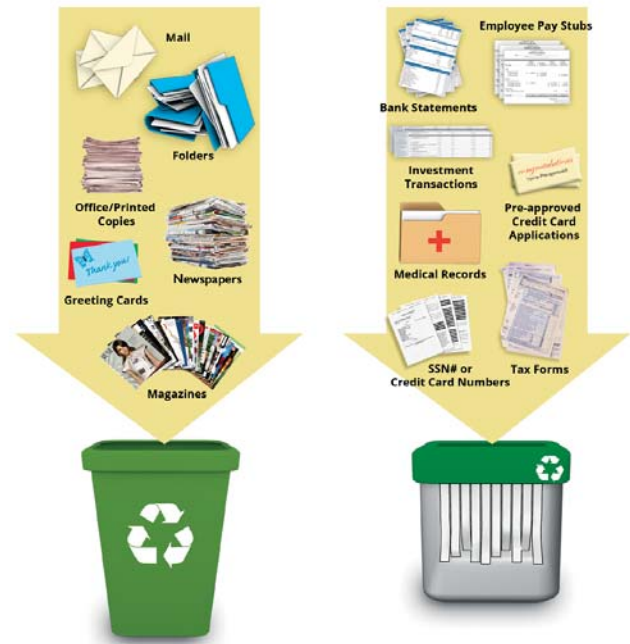 Mail
Folders
Office/Printed
Copies
Newspapers
Thank you!
Greeting Cards
Magazines
Employee Pay Stubs
Bank Statements
Investment
Transactions
Pre-approved
Credit Card
Applications
Medical Records
SSN# or
Credit Card Numbers
Tax Forms